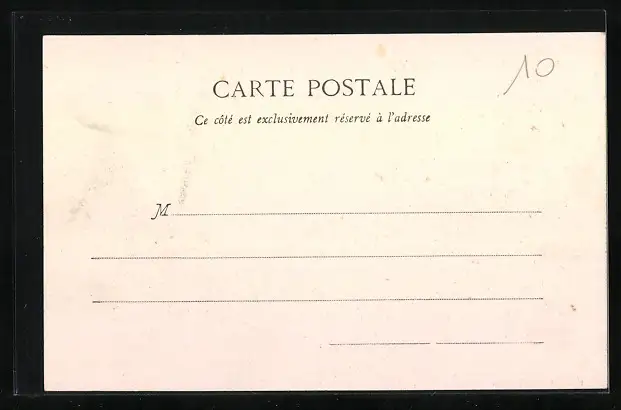 10
CARTE POSTALE
Ce côté est exclusivement réservé à l'adresse
M